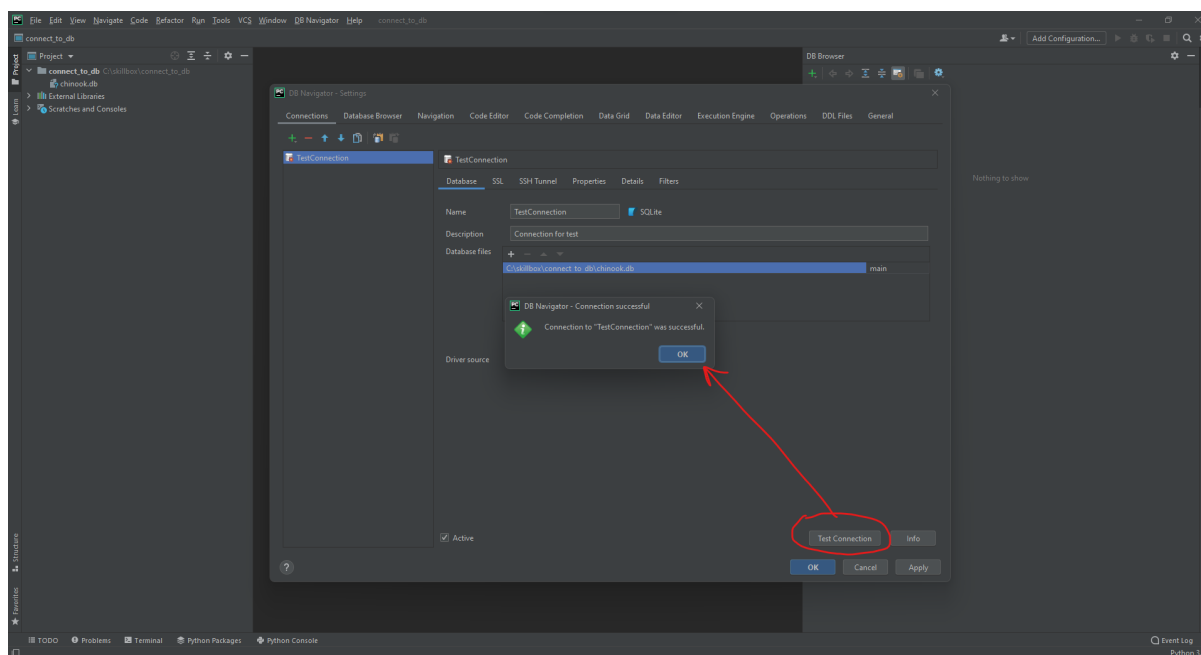 File Edit View Navigate Code Refactor Run Tools VCS Window DB Navigator Help connect_to_db
connect_to_db
Add Configuration...
Project
connect_to_db C:\skillbox\connect_to_db
chinook.db
External Libraries
Scratches and Consoles
Project
Learn
Structure
Favorites
DB Browser
Nothing to show
DB Navigator - Settings
Connections Database Browser Navigation Code Editor Code Completion Data Grid Data Editor Execution Engine Operations DDL Files General
TestConnection
TestConnection
Database SSL SSH Tunnel Properties Details Filters
Name TestConnection SQLite
Description Connection for test
Database files
C:\skillbox\connect_to_db\chinook.db main
DB Navigator - Connection successful
Connection to "TestConnection" was successful.
OK
Driver source
Active
Test Connection Info
OK Cancel Apply
TODO Problems Terminal Python Packages Python Console Event Log
Python